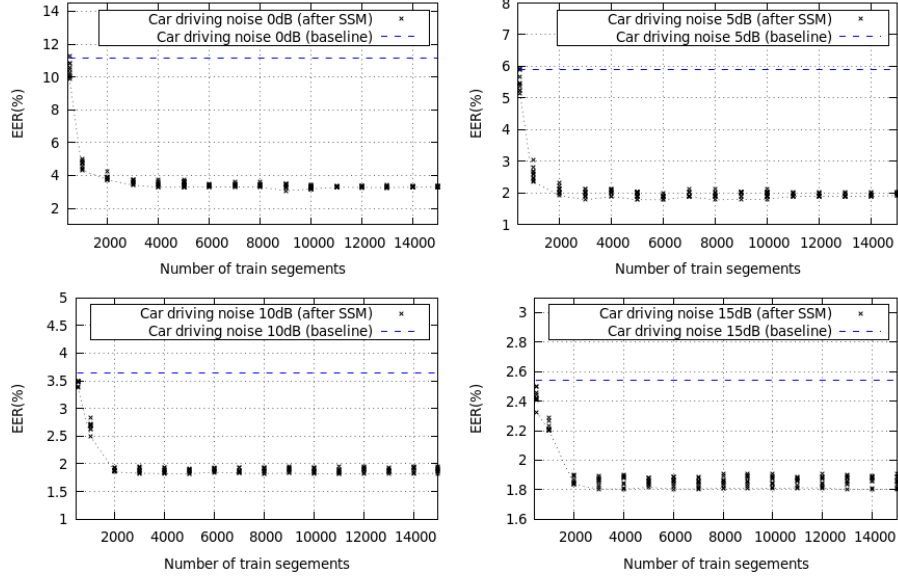 Car driving noise 0dB (after SSM)
Car driving noise 0dB (baseline)
14
12
10
8
6
4
2
EER(%)
2000 4000 6000 8000 10000 12000 14000
Number of train segements
Car driving noise 5dB (after SSM)
Car driving noise 5dB (baseline)
8
7
6
5
4
3
2
1
EER(%)
2000 4000 6000 8000 10000 12000 14000
Number of train segements
Car driving noise 10dB (after SSM)
Car driving noise 10dB (baseline)
5
4.5
4
3.5
3
2.5
2
1.5
1
EER(%)
2000 4000 6000 8000 10000 12000 14000
Number of train segements
Car driving noise 15dB (after SSM)
Car driving noise 15dB (baseline)
3
2.8
2.6
2.4
2.2
2
1.8
1.6
EER(%)
2000 4000 6000 8000 10000 12000 14000
Number of train segements